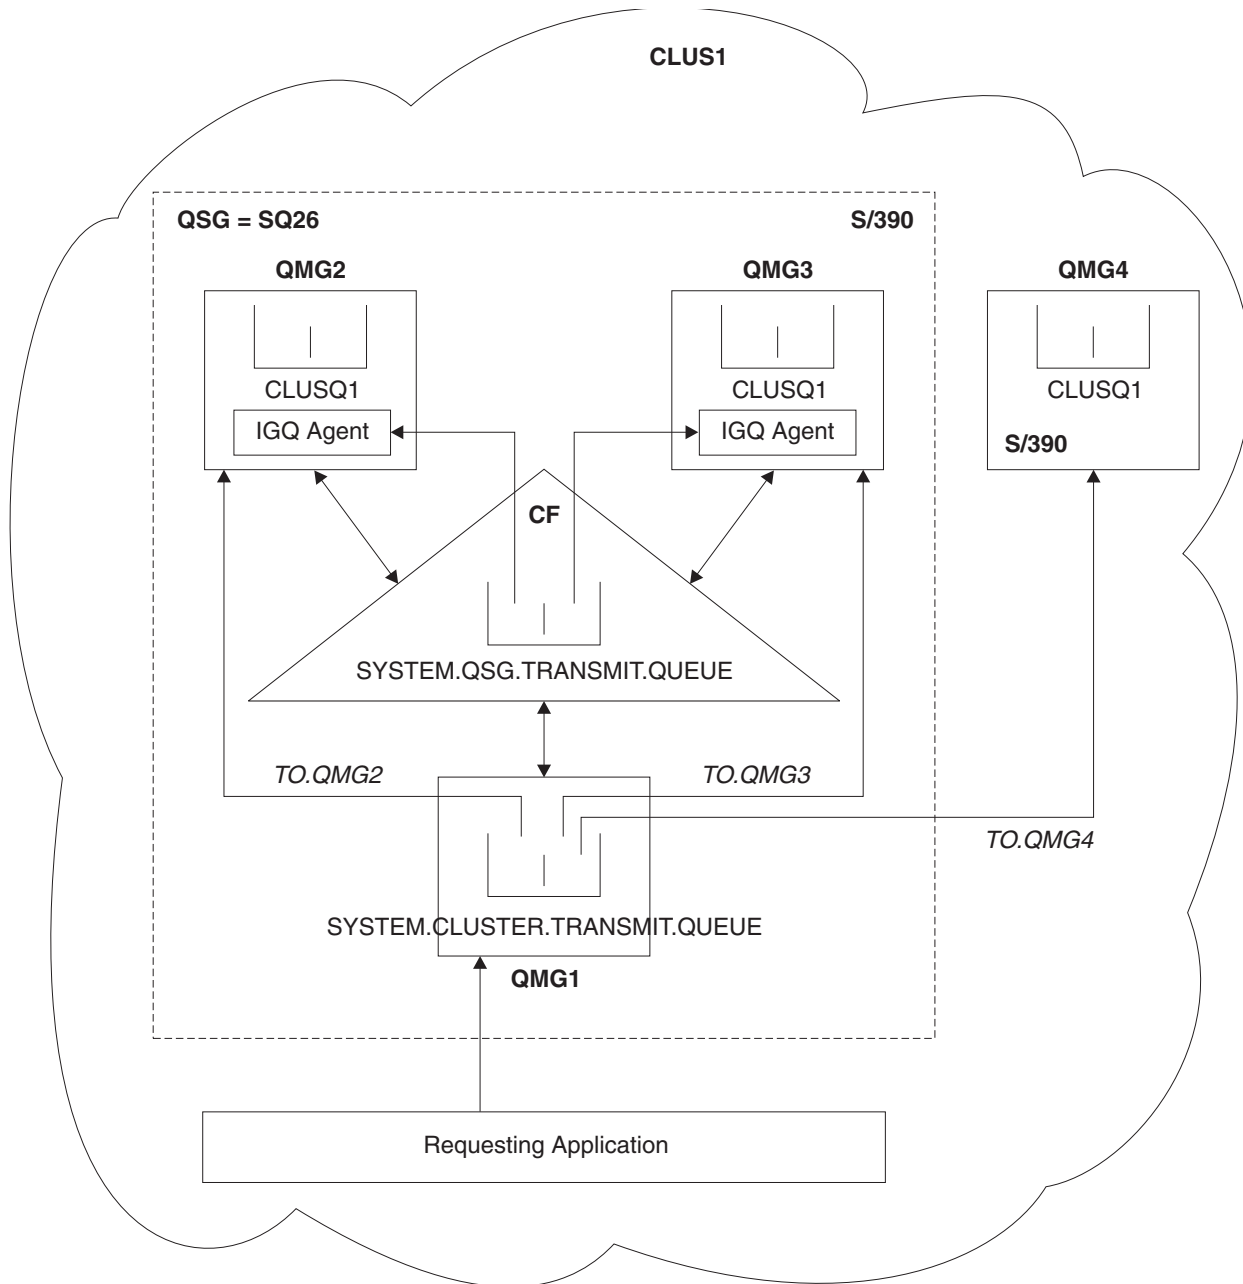 CLUS1
QSG = SQ26
S/390
QMG2
QMG3
QMG4
CLUSQ1
CLUSQ1
CLUSQ1
IGQ Agent
IGQ Agent
S/390
CF
SYSTEM.QSG.TRANSMIT.QUEUE
TO.QMG2
TO.QMG3
TO.QMG4
SYSTEM.CLUSTER.TRANSMIT.QUEUE
QMG1
Requesting Application